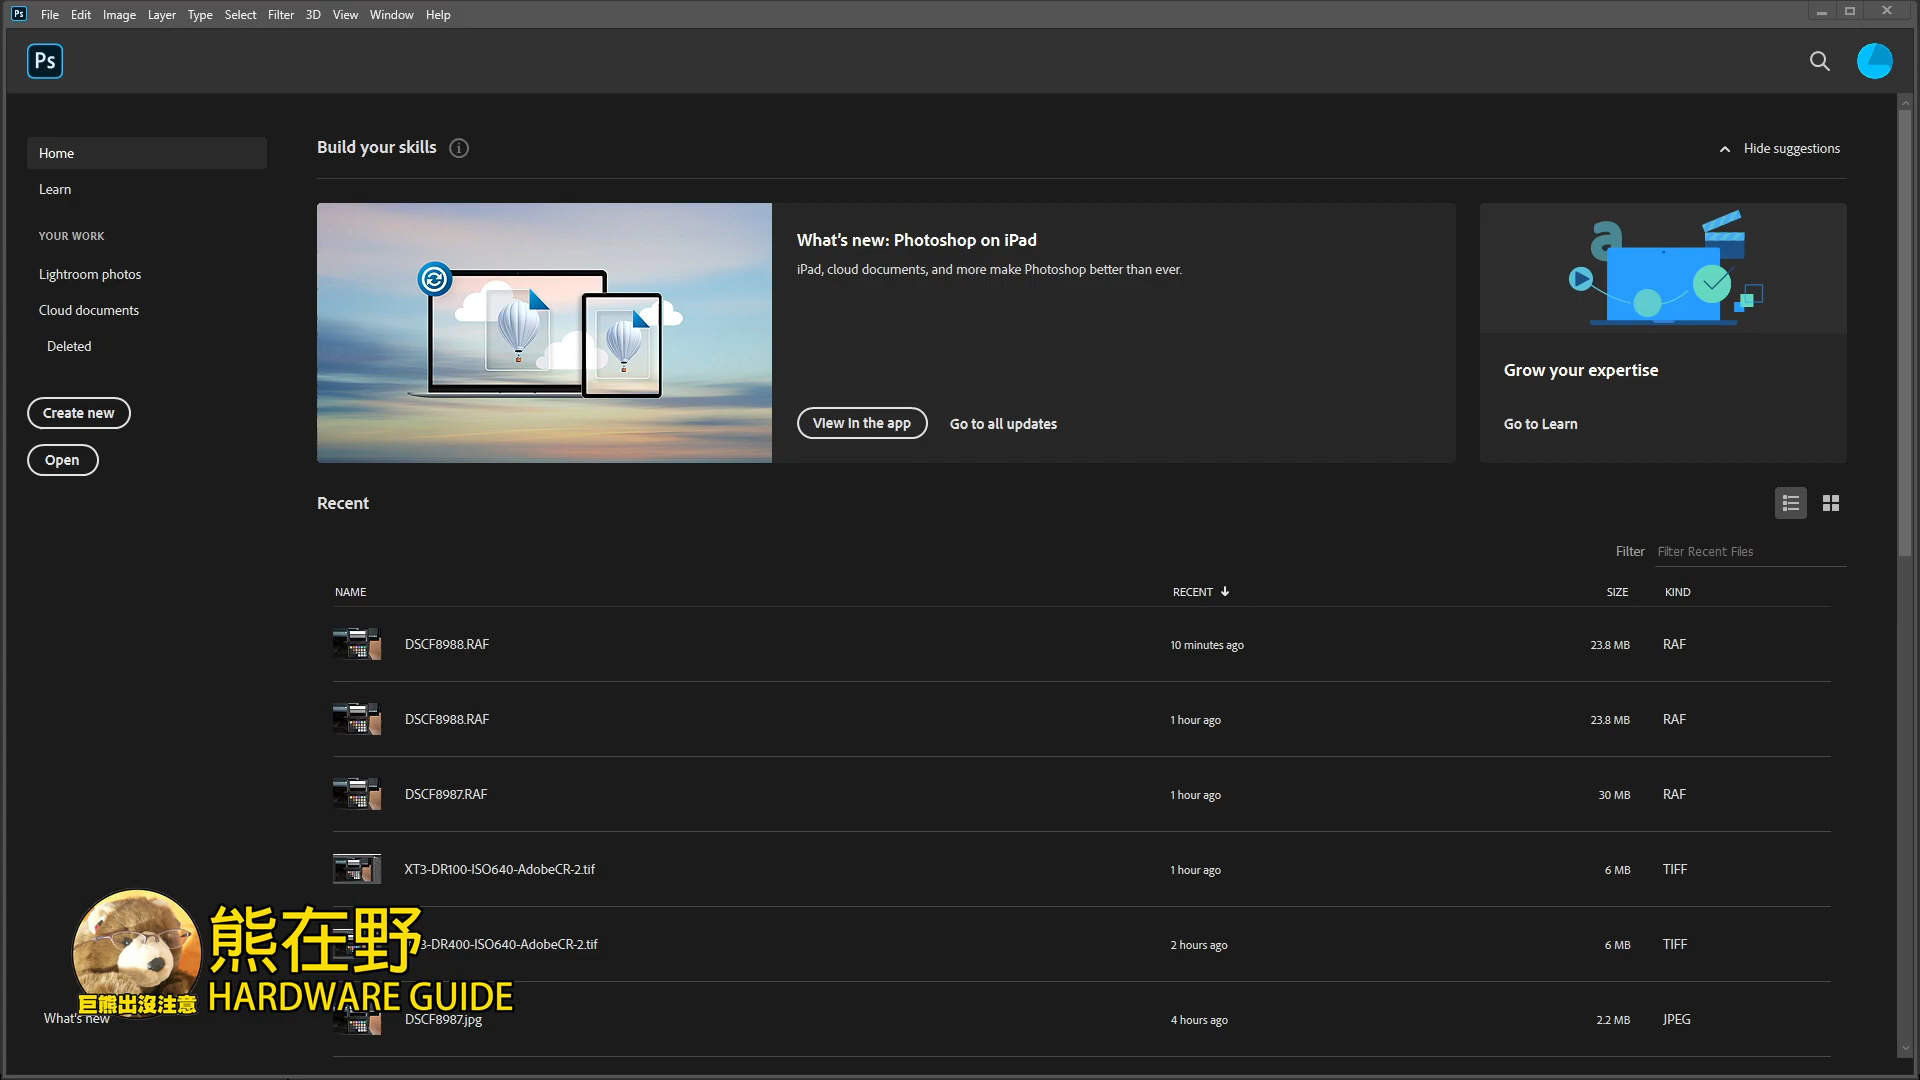 Ps File Edit Image Layer Type Select Filter 3D View Window Help
Ps
Home
Learn
YOUR WORK
Lightroom photos
Cloud documents
Deleted
Create new
Open
What's new
Build your skills
Hide suggestions
What's new: Photoshop on iPad
iPad, cloud documents, and more make Photoshop better than ever.
View in the app Go to all updates
Grow your expertise
Go to Learn
Recent
Filter Filter Recent Files
NAME RECENT SIZE KIND
DSCF8988.RAF 10 minutes ago 23.8 MB RAF
DSCF8988.RAF 1 hour ago 23.8 MB RAF
DSCF8987.RAF 1 hour ago 30 MB RAF
XT3-DR100-ISO640-AdobeCR-2.tif 1 hour ago 6 MB TIFF
3-DR400-ISO640-AdobeCR-2.tif 2 hours ago 6 MB TIFF
DSCF8987.jpg 4 hours ago 2.2 MB JPEG
熊在野
HARDWARE GUIDE
巨熊出沒注意